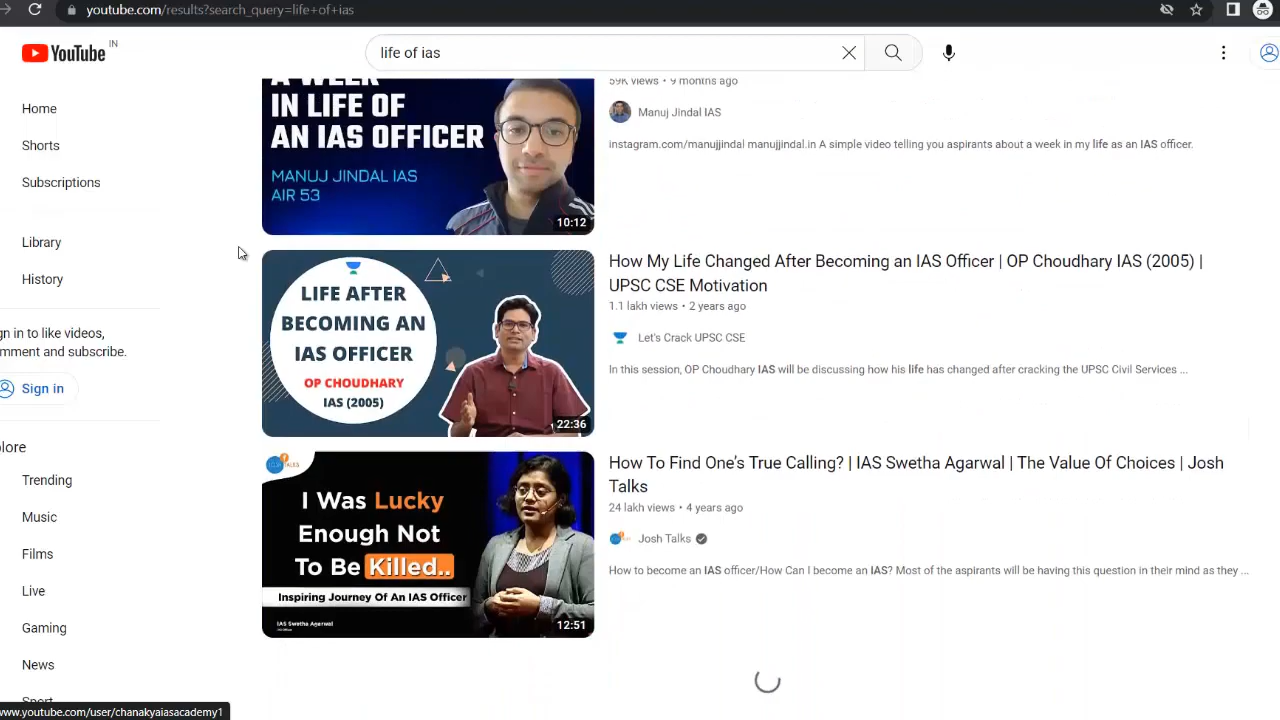 youtube.com/results?search_query=life+of+ias
YouTube IN
life of ias
Home
Shorts
Subscriptions
Library
History
gn in to like videos,
mment and subscribe.
Sign in
lore
Trending
Music
Films
Live
Gaming
News
Sport
www.youtube.com/user/chanakyaiasacademy1
A WEEK
IN LIFE OF
AN IAS OFFICER
MANUJ JINDAL IAS
AIR 53
10:12
59K views • 9 months ago
Manuj Jindal IAS
instagram.com/manujjindal manujjindal.in A simple video telling you aspirants about a week in my life as an IAS officer.
LIFE AFTER
BECOMING AN
IAS OFFICER
OP CHOUDHARY
IAS (2005)
22:36
How My Life Changed After Becoming an IAS Officer | OP Choudhary IAS (2005) |
UPSC CSE Motivation
1.1 lakh views • 2 years ago
Let's Crack UPSC CSE
In this session, OP Choudhary IAS will be discussing how his life has changed after cracking the UPSC Civil Services ...
JOSH TALKS
I Was Lucky
Enough Not
To Be Killed..
Inspiring Journey Of An IAS Officer
IAS Swetha Agarwal
12:51
How To Find One's True Calling? | IAS Swetha Agarwal | The Value Of Choices | Josh
Talks
24 lakh views • 4 years ago
Josh Talks
How to become an IAS officer/How Can I become an IAS? Most of the aspirants will be having this question in their mind as they ...